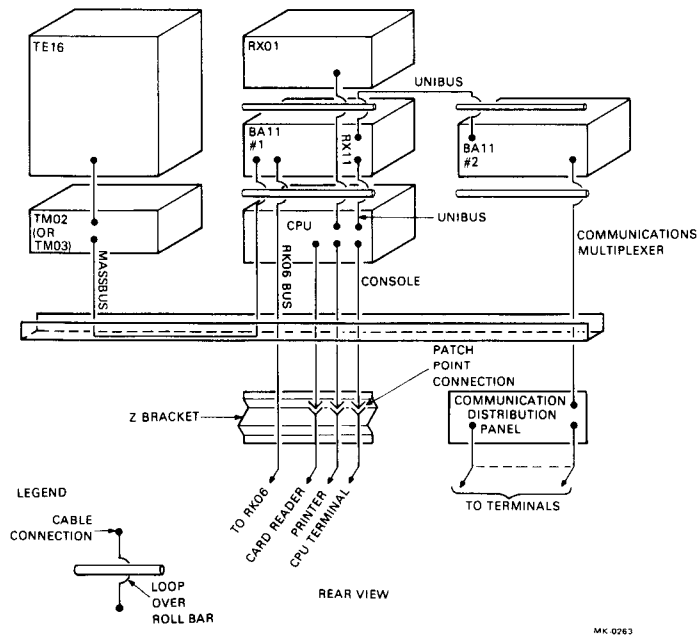 TE16
RX01
UNIBUS
BA11
#1
RX11
BA11
#2
TM02
(OR
TM03)
CPU
UNIBUS
COMMUNICATIONS
MULTIPLEXER
MASSBUS
RK06 BUS
CONSOLE
PATCH
POINT
CONNECTION
Z BRACKET
COMMUNICATION
DISTRIBUTION
PANEL
TO RK06
CARD READER
PRINTER
CPU TERMINAL
TO TERMINALS
LEGEND
CABLE
CONNECTION
LOOP
OVER
ROLL BAR
REAR VIEW
MK-0263